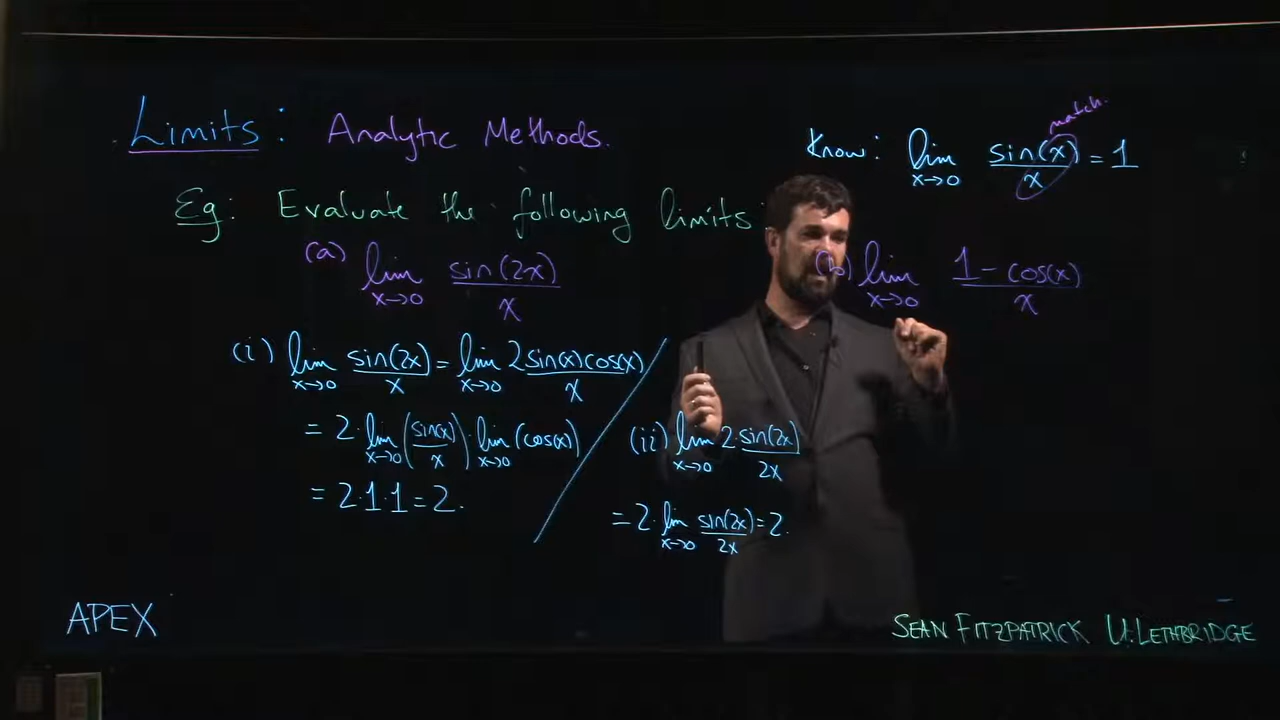 Limits: Analytic Methods.
Know: lim x→0 sin(x)/x = 1
match.
Eg: Evaluate the following limits:
(a) lim x→0 sin(2x)/x
(b) lim x→0 1-cos(x)/x
(i) lim x→0 sin(2x)/x = lim x→0 2sin(x)cos(x)/x
= 2·lim x→0 (sin(x)/x)·lim x→0 (cos(x))
= 2·1·1=2.
(ii) lim x→0 2·sin(2x)/2x
=2·lim x→0 sin(2x)/2x=2.
APEX
SEAN FITZPATRICK U. LETHBRIDGE